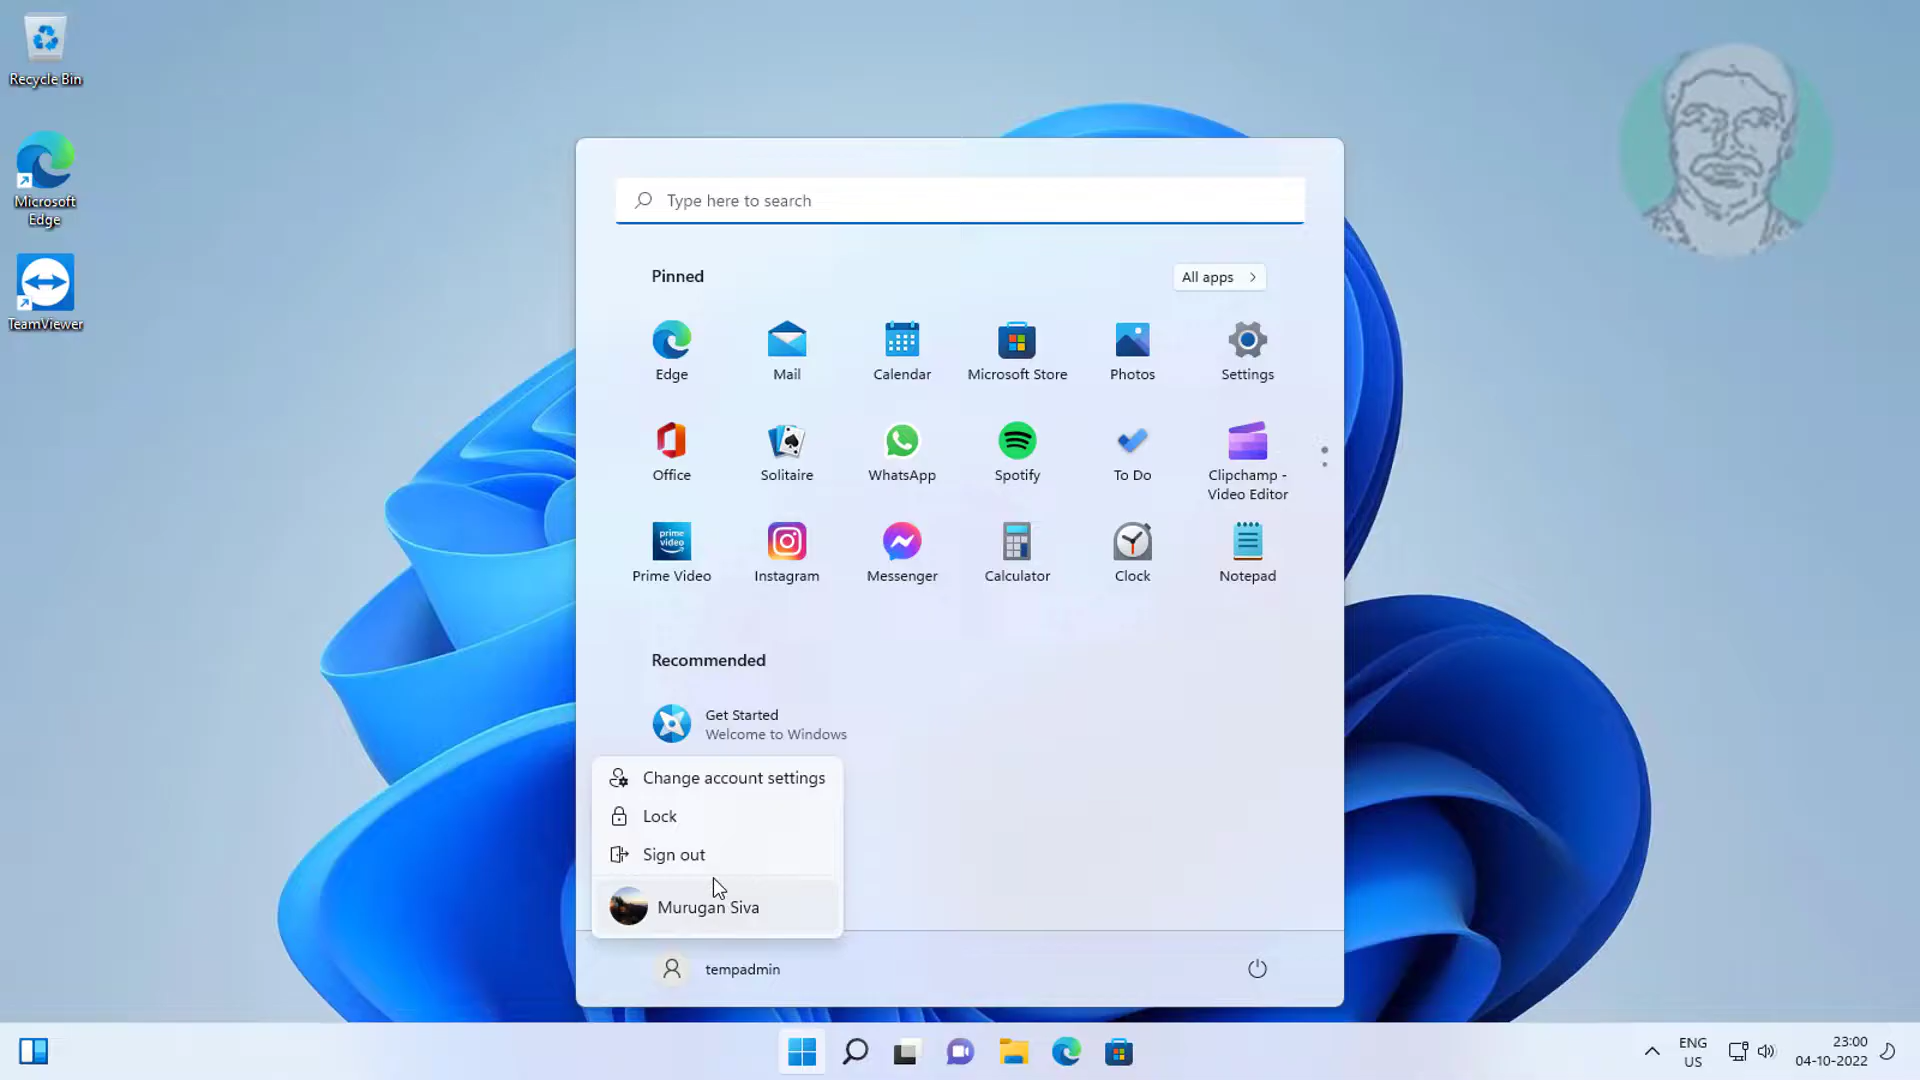 Recycle Bin
Microsoft
Edge
TeamViewer
Type here to search
Pinned
All apps
Edge
Mail
Calendar
Microsoft Store
Photos
Settings
Office
Solitaire
WhatsApp
Spotify
To Do
Clipchamp -
Video Editor
prime
video
Prime Video
Instagram
Messenger
Calculator
Clock
Notepad
Recommended
Get Started
Welcome to Windows
Change account settings
Lock
Sign out
Murugan Siva
tempadmin
ENG
US
23:00
04-10-2022